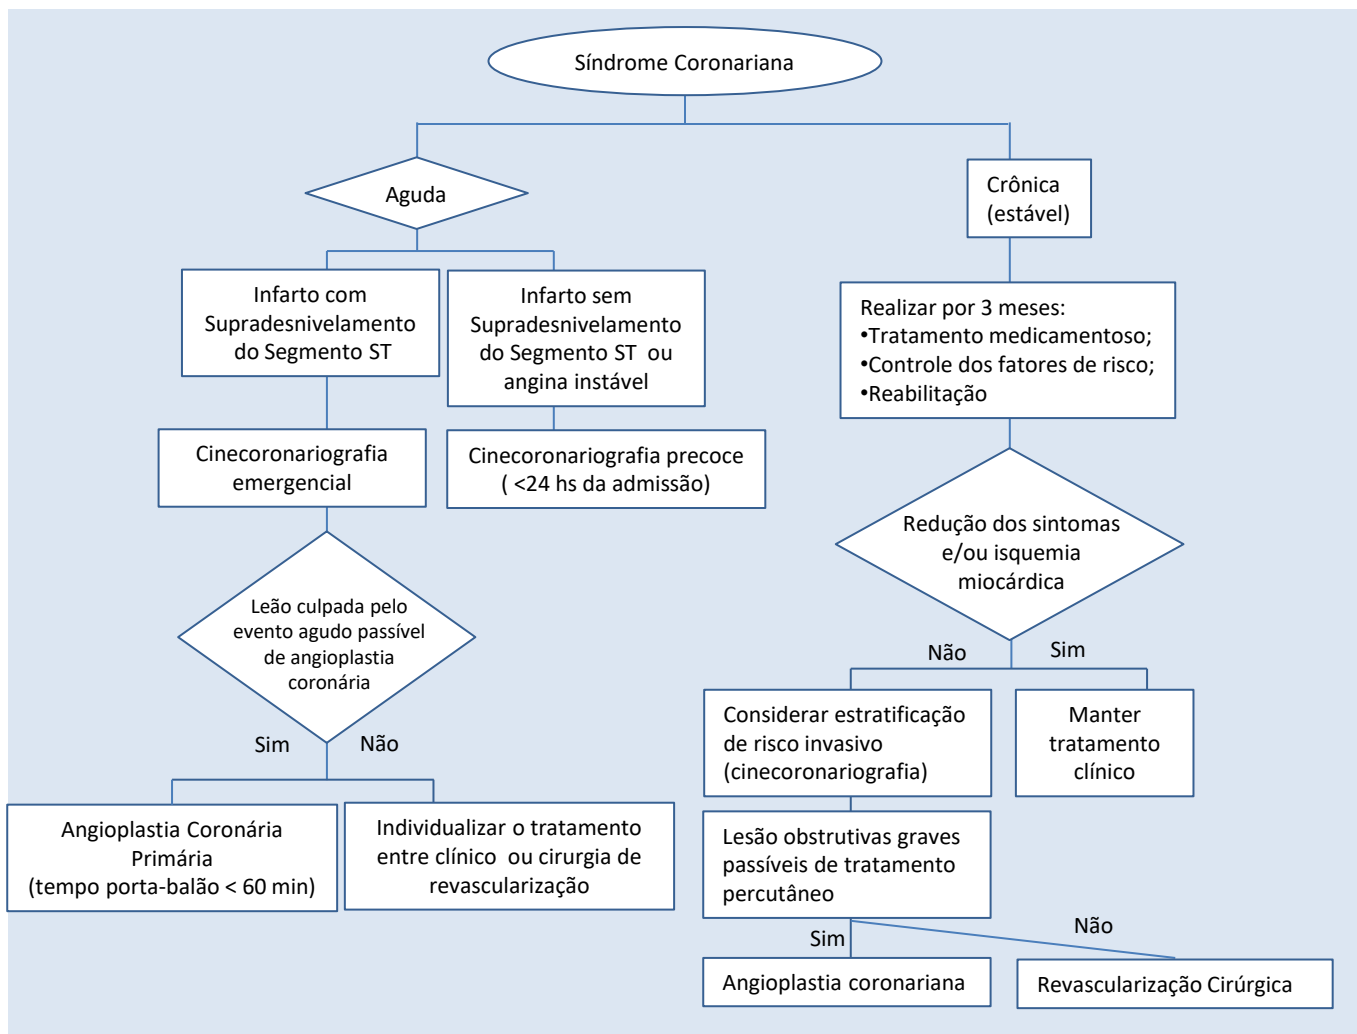 Síndrome Coronariana
Aguda
Crônica
(estável)
Infarto com
Supradesnivelamento
do Segmento ST
Infarto sem
Supradesnivelamento
do Segmento ST ou
angina instável
Realizar por 3 meses:
•Tratamento medicamentoso;
•Controle dos fatores de risco;
•Reabilitação
Cinecoronariografia
emergencial
Cinecoronariografia precoce
( <24 hs da admissão)
Redução dos sintomas
e/ou isquemia
miocárdica
Leão culpada pelo
evento agudo passível
de angioplastia
coronária
Não
Sim
Considerar estratificação
de risco invasivo
(cinecoronariografia)
Manter
tratamento
clínico
Sim
Não
Angioplastia Coronária
Primária
(tempo porta-balão < 60 min)
Individualizar o tratamento
entre clínico ou cirurgia de
revascularização
Lesão obstrutivas graves
passíveis de tratamento
percutâneo
Sim
Não
Angioplastia coronariana
Revascularização Cirúrgica